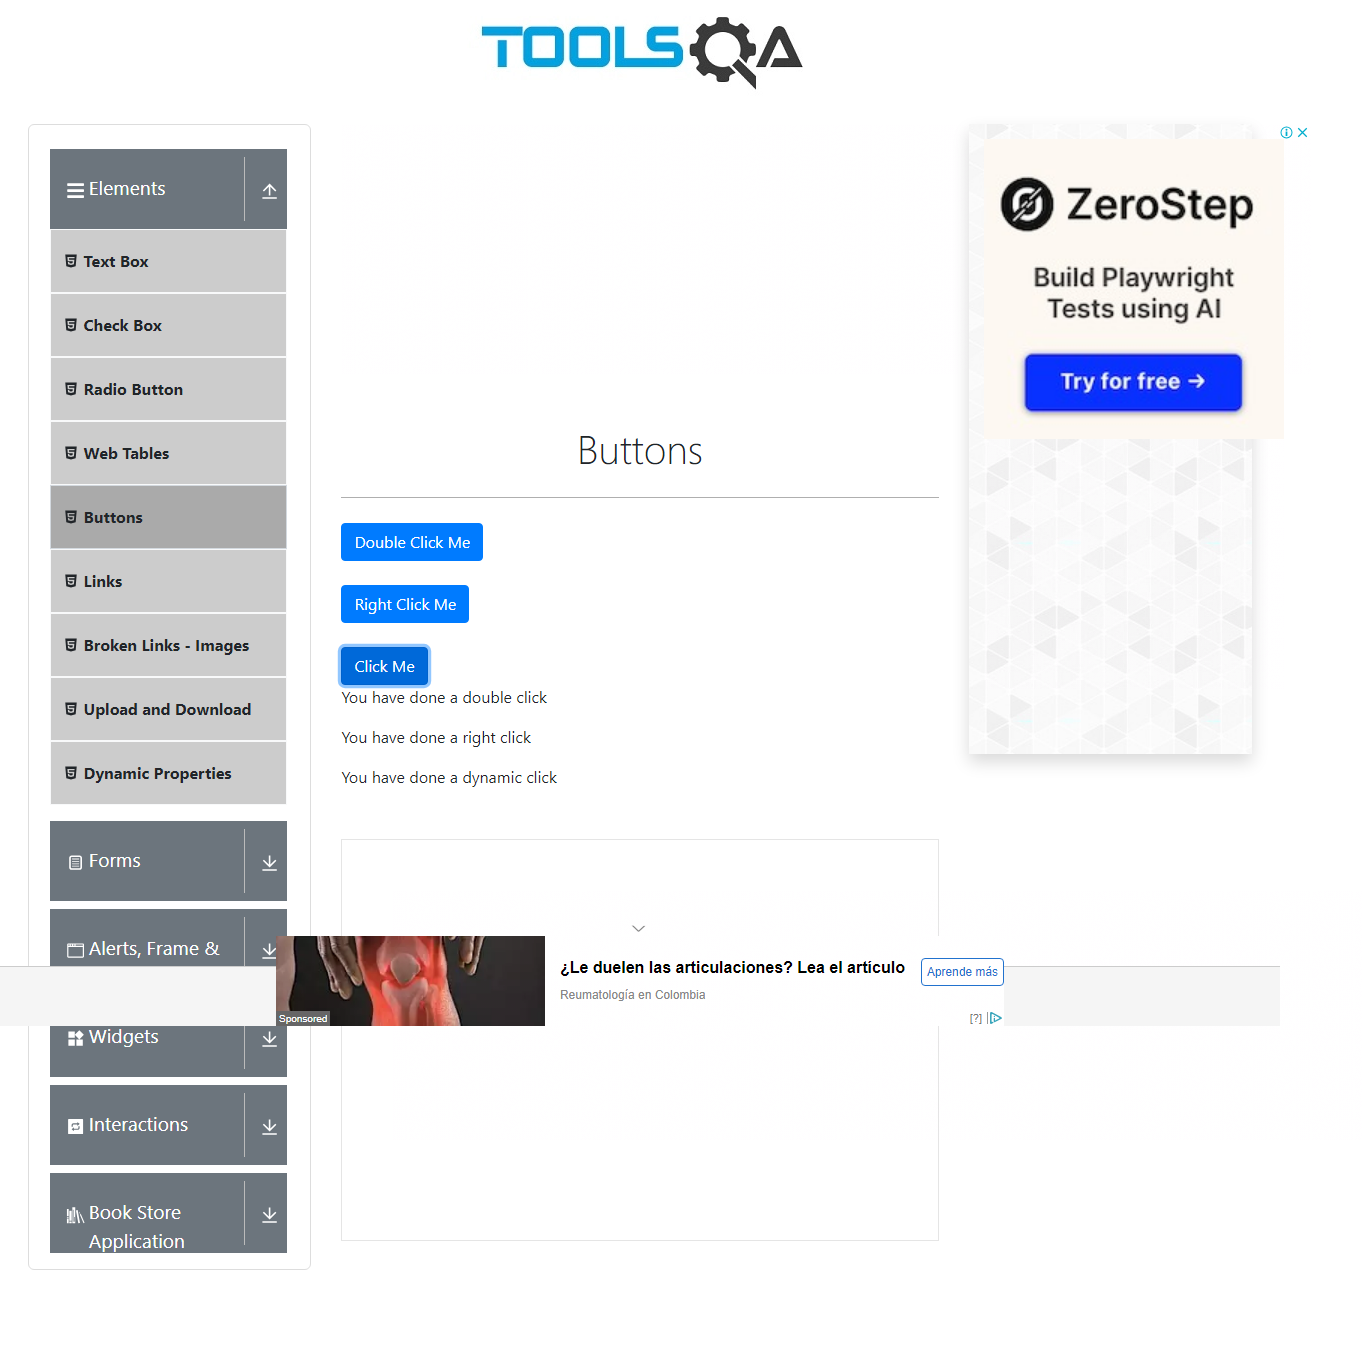 TOOLSQA
Elements
Text Box
Check Box
Radio Button
Web Tables
Buttons
Links
Broken Links - Images
Upload and Download
Dynamic Properties
Forms
Alerts, Frame &
Widgets
Interactions
Book Store
Application
Buttons
Double Click Me
Right Click Me
Click Me
You have done a double click
You have done a right click
You have done a dynamic click
ZeroStep
Build Playwright
Tests using AI
Try for free →
¿Le duelen las articulaciones? Lea el artículo
Reumatología en Colombia
Aprende más
Sponsored
[?]